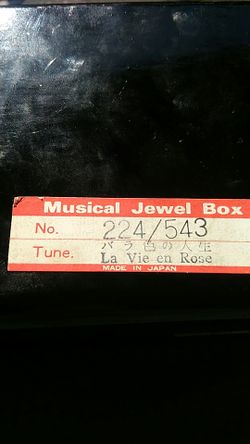 Musical Jewel Box
No. 224/543
バラ色の人生
Tune. La Vie en Rose
MADE IN JAPAN